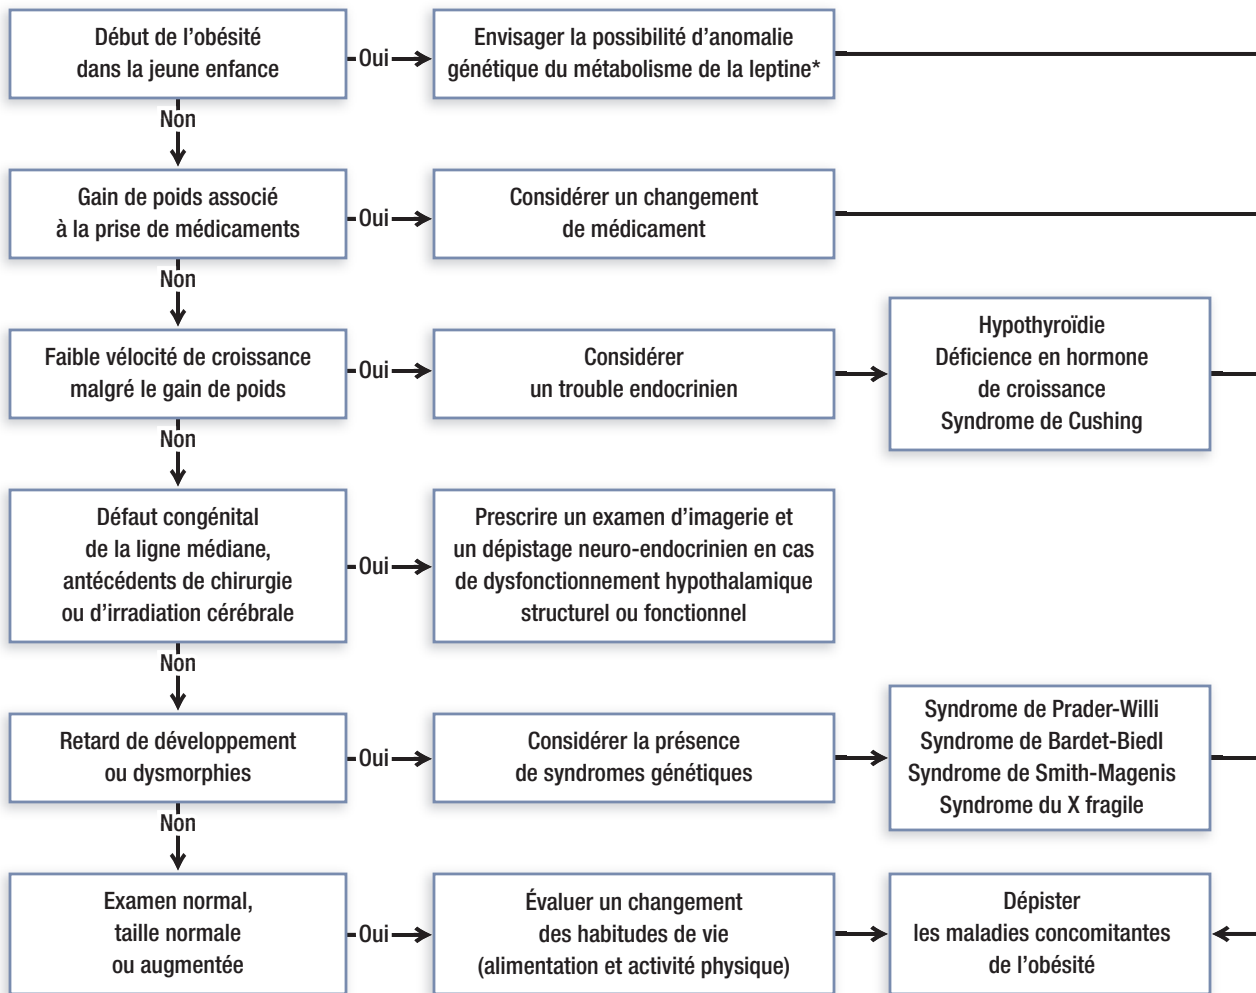 Début de l'obésité
dans la jeune enfance
Oui
Envisager la possibilité d'anomalie
génétique du métabolisme de la leptine*
Non
Gain de poids associé
à la prise de médicaments
Oui
Considérer un changement
de médicament
Non
Faible vélocité de croissance
malgré le gain de poids
Oui
Considérer
un trouble endocrinien
Hypothyroïdie
Déficience en hormone
de croissance
Syndrome de Cushing
Non
Défaut congénital
de la ligne médiane,
antécédents de chirurgie
ou d'irradiation cérébrale
Oui
Prescrire un examen d'imagerie et
un dépistage neuro-endocrinien en cas
de dysfonctionnement hypothalamique
structurel ou fonctionnel
Non
Retard de développement
ou dysmorphies
Oui
Considérer la présence
de syndromes génétiques
Syndrome de Prader-Willi
Syndrome de Bardet-Biedl
Syndrome de Smith-Magenis
Syndrome du X fragile
Non
Examen normal,
taille normale
ou augmentée
Oui
Évaluer un changement
des habitudes de vie
(alimentation et activité physique)
Dépister
les maladies concomitantes
de l'obésité